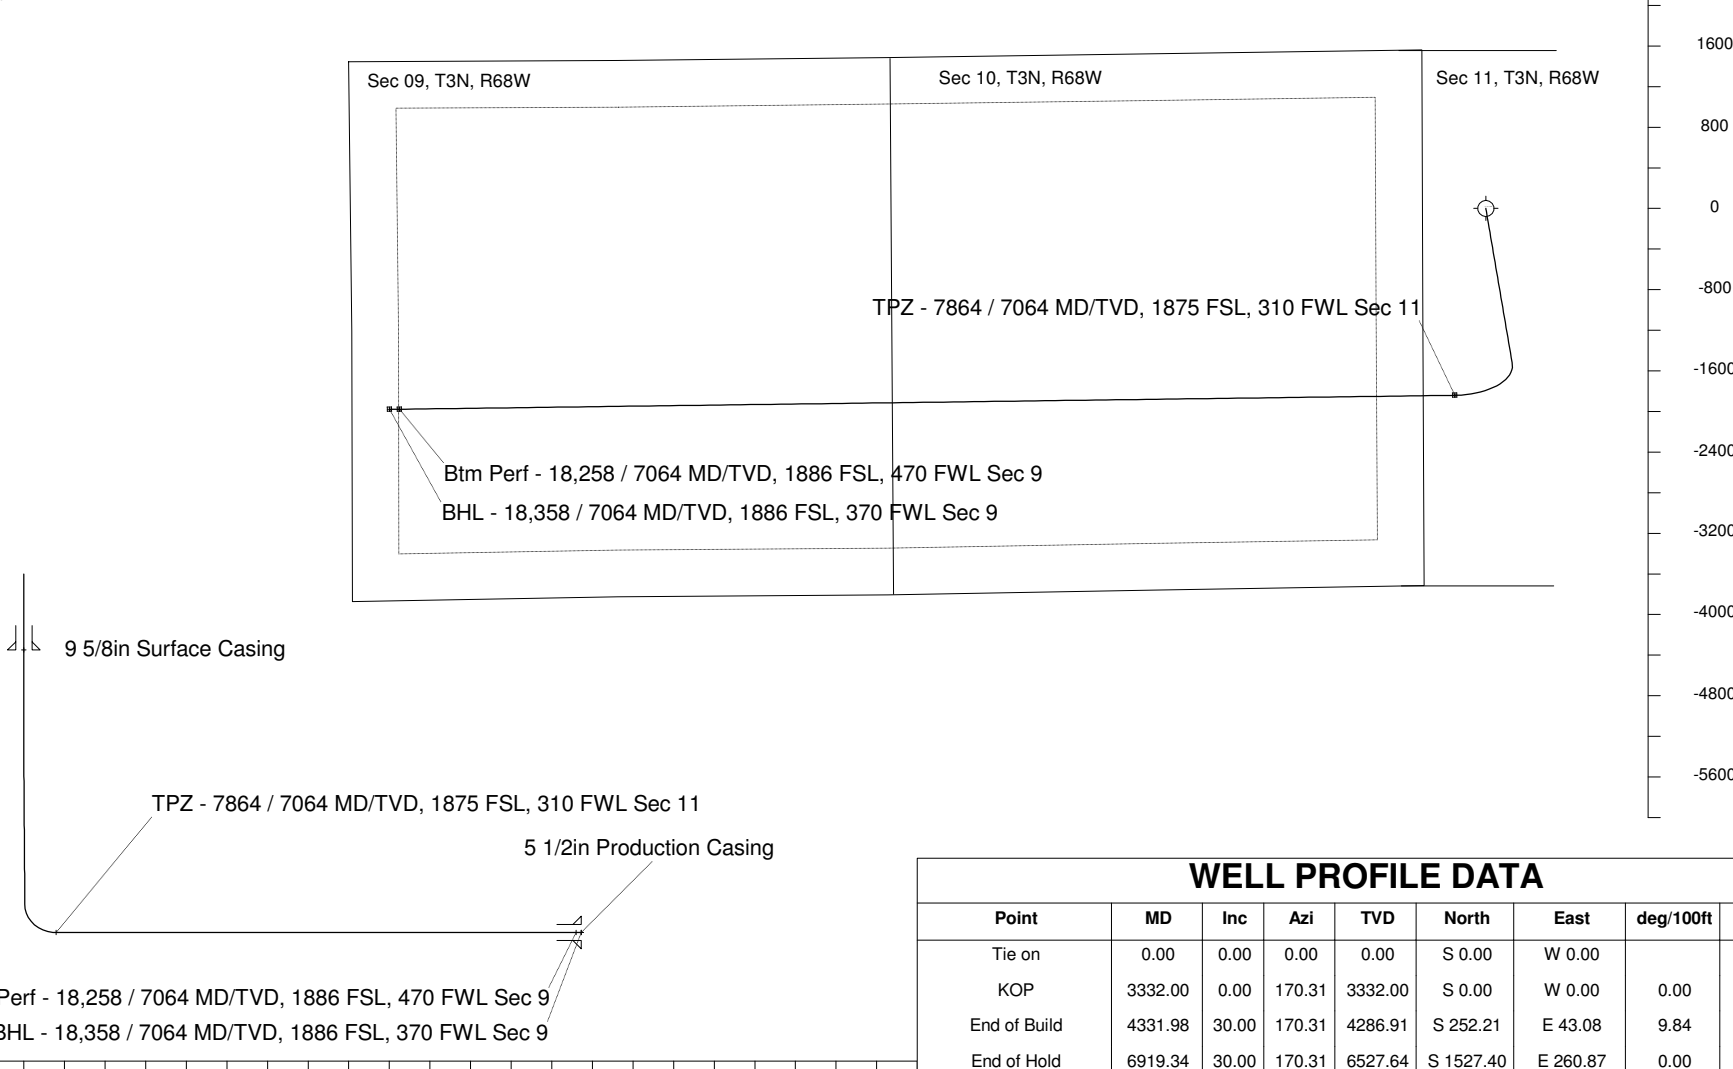 1600
Sec 09, T3N, R68W
Sec 10, T3N, R68W
Sec 11, T3N, R68W
800
0
-800
TPZ - 7864 / 7064 MD/TVD, 1875 FSL, 310 FWL Sec 11
-1600
-2400
Btm Perf - 18,258 / 7064 MD/TVD, 1886 FSL, 470 FWL Sec 9
BHL - 18,358 / 7064 MD/TVD, 1886 FSL, 370 FWL Sec 9
-3200
-4000
9 5/8in Surface Casing
-4800
-5600
TPZ - 7864 / 7064 MD/TVD, 1875 FSL, 310 FWL Sec 11
5 1/2in Production Casing
Perf - 18,258 / 7064 MD/TVD, 1886 FSL, 470 FWL Sec 9
BHL - 18,358 / 7064 MD/TVD, 1886 FSL, 370 FWL Sec 9
WELL PROFILE DATA
Point MD Inc Azi TVD North East deg/100ft
Tie on 0.00 0.00 0.00 0.00 S 0.00 W 0.00
KOP 3332.00 0.00 170.31 3332.00 S 0.00 W 0.00 0.00
End of Build 4331.98 30.00 170.31 4286.91 S 252.21 E 43.08 9.84
End of Hold 6919.34 30.00 170.31 6527.64 S 1527.40 E 260.87 0.00